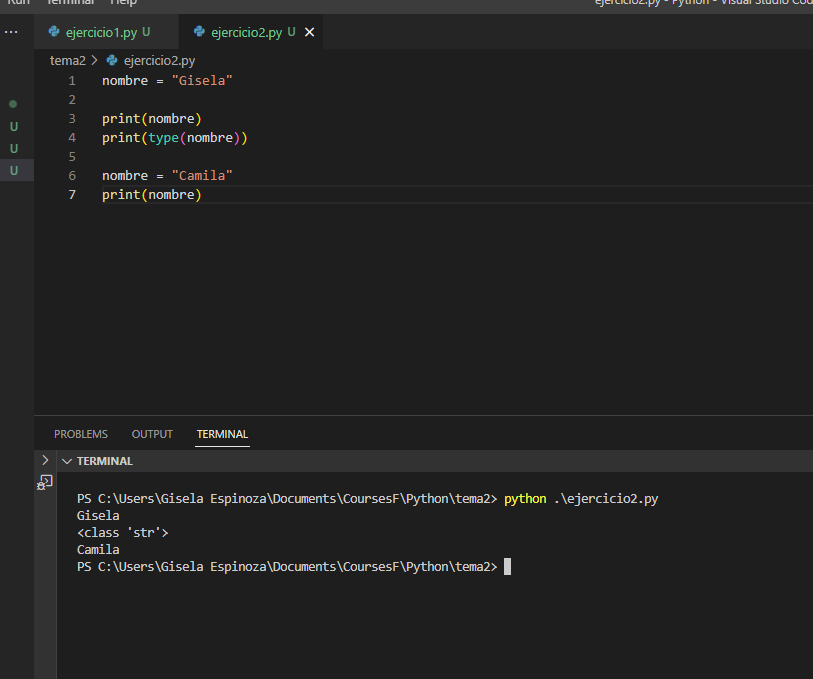 Run Terminal Help ejercicio2.py - Python - Visual Studio Cod
... ejercicio1.py U ejercicio2.py U
tema2 > ejercicio2.py
1 nombre = "Gisela"
2
3 print(nombre)
4 print(type(nombre))
5
6 nombre = "Camila"
7 print(nombre)
U
U
U
PROBLEMS OUTPUT TERMINAL
TERMINAL
PS C:\Users\Gisela Espinoza\Documents\CoursesF\Python\tema2> python .\ejercicio2.py
Gisela
<class 'str'>
Camila
PS C:\Users\Gisela Espinoza\Documents\CoursesF\Python\tema2>